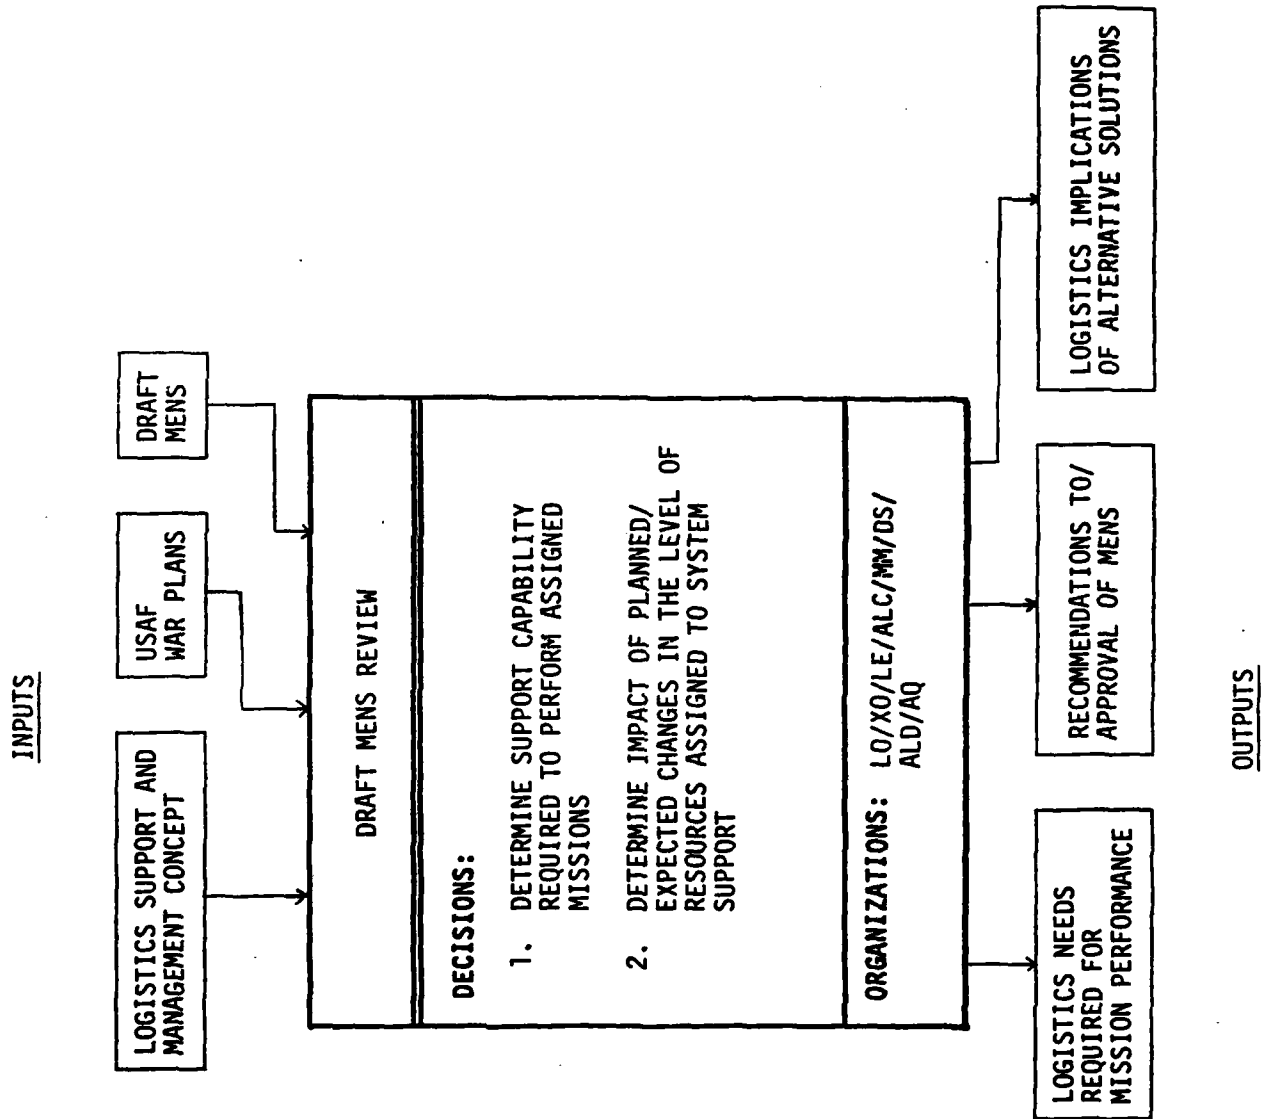 INPUTS
LOGISTICS SUPPORT AND
MANAGEMENT CONCEPT
USAF
WAR PLANS
DRAFT
MENS
DRAFT MENS REVIEW
DECISIONS:
1. DETERMINE SUPPORT CAPABILITY
REQUIRED TO PERFORM ASSIGNED
MISSIONS
2. DETERMINE IMPACT OF PLANNED/
EXPECTED CHANGES IN THE LEVEL OF
RESOURCES ASSIGNED TO SYSTEM
SUPPORT
ORGANIZATIONS: LO/XO/LE/ALC/MM/DS/
ALD/AQ
LOGISTICS NEEDS
REQUIRED FOR
MISSION PERFORMANCE
RECOMMENDATIONS TO/
APPROVAL OF MENS
LOGISTICS IMPLICATIONS
OF ALTERNATIVE SOLUTIONS
OUTPUTS